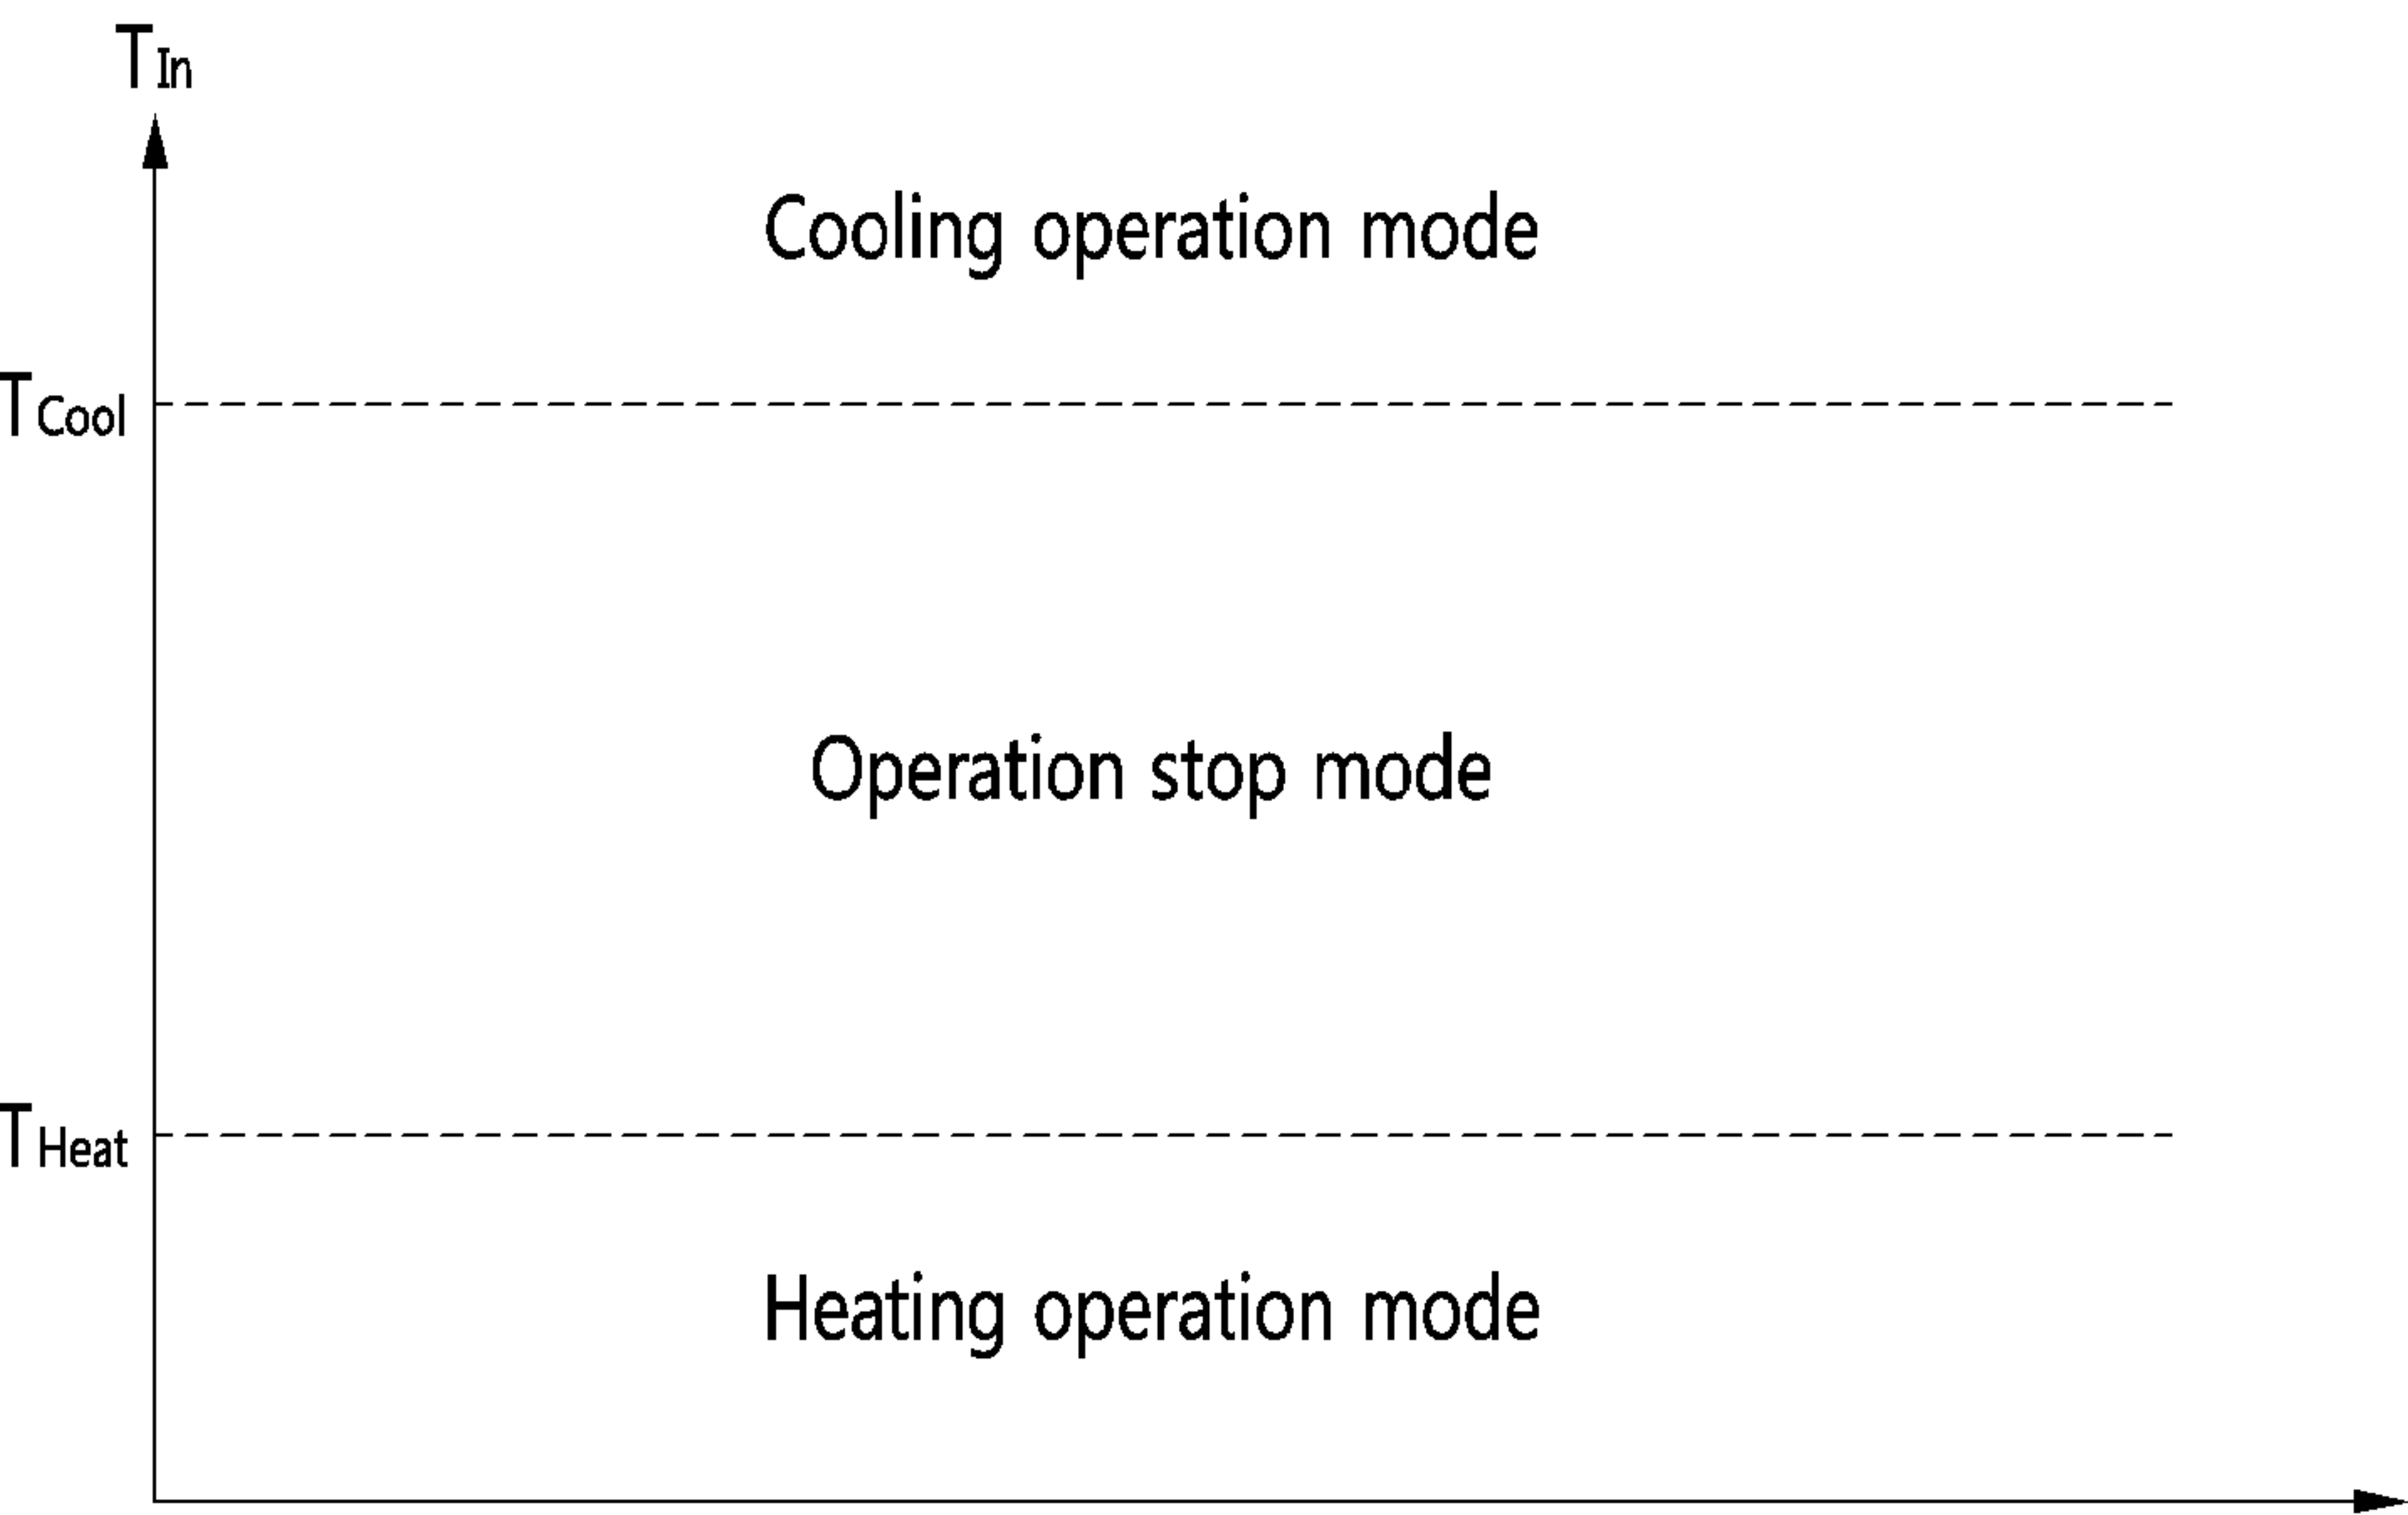 TIn
Cooling operation mode
TCool
Operation stop mode
THeat
Heating operation mode